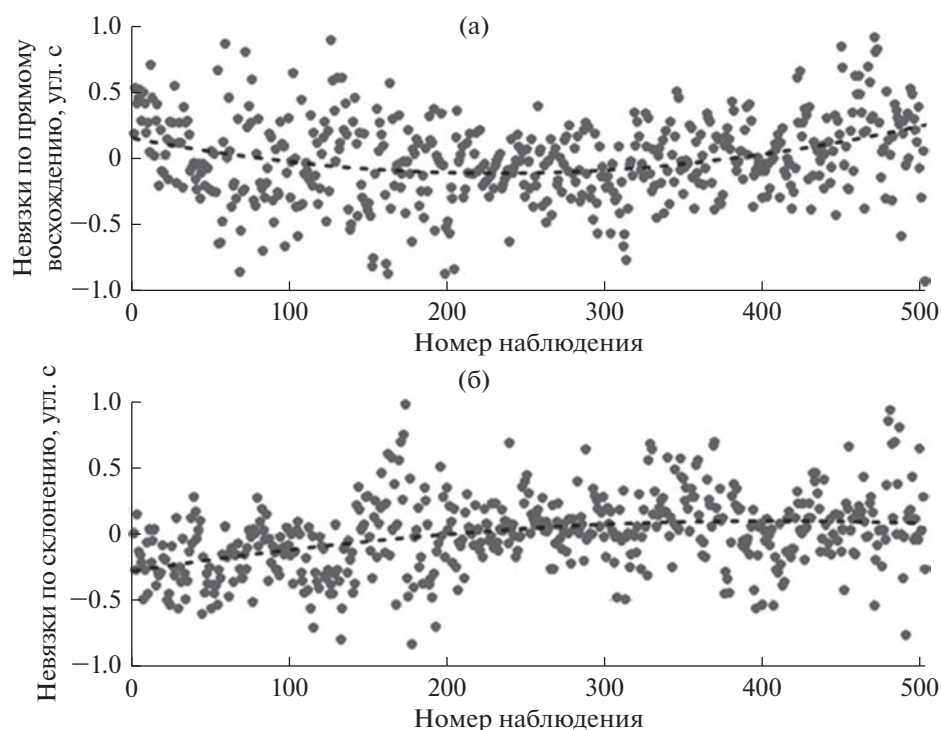 (а)
Невязки по прямому
восхождению, угл. с
1.0
0.5
0
−0.5
−1.0
0 100 200 300 400 500
Номер наблюдения
(б)
Невязки по склонению, угл. с
1.0
0.5
0
−0.5
−1.0
0 100 200 300 400 500
Номер наблюдения